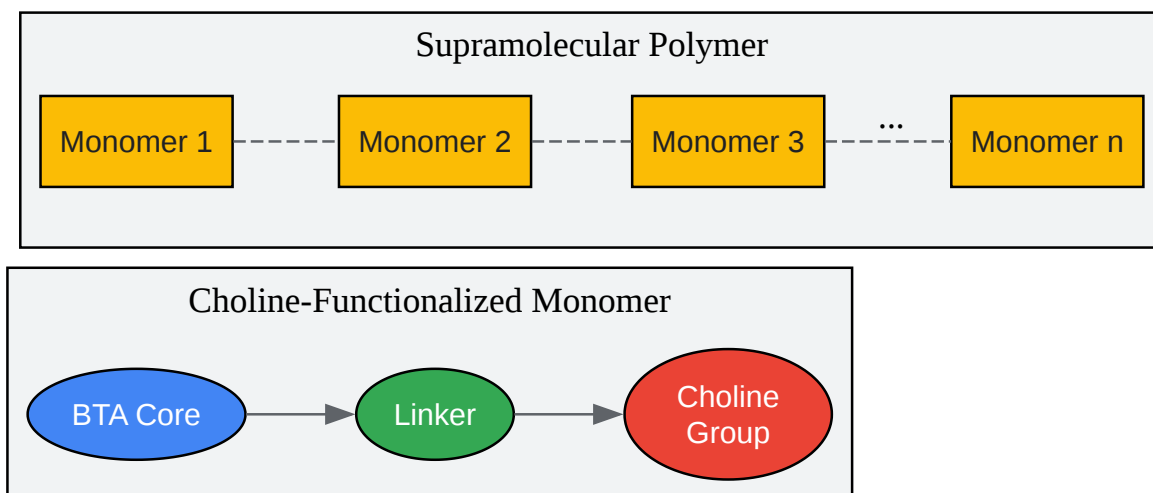 Supramolecular Polymer
Monomer 1
Monomer 2
Monomer 3
...
Monomer n
Choline-Functionalized Monomer
BTA Core
Linker
Choline
Group